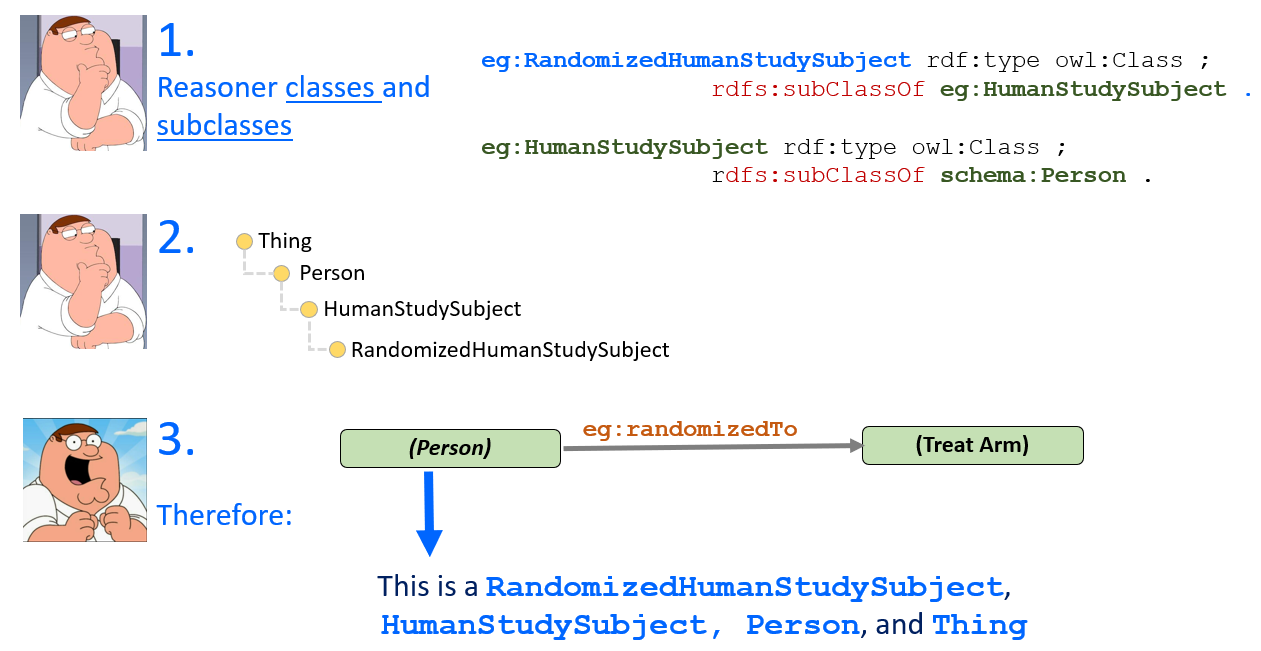 1.
Reasoner classes and
subclasses
eg:RandomizedHumanStudySubject rdf:type owl:Class ;
rdfs:subClassOf eg:HumanStudySubject .
eg:HumanStudySubject rdf:type owl:Class ;
rdfs:subClassOf schema:Person .
2.
Thing
Person
HumanStudySubject
RandomizedHumanStudySubject
3.
Therefore:
(Person)
eg:randomizedTo
(Treat Arm)
This is a RandomizedHumanStudySubject,
HumanStudySubject, Person, and Thing